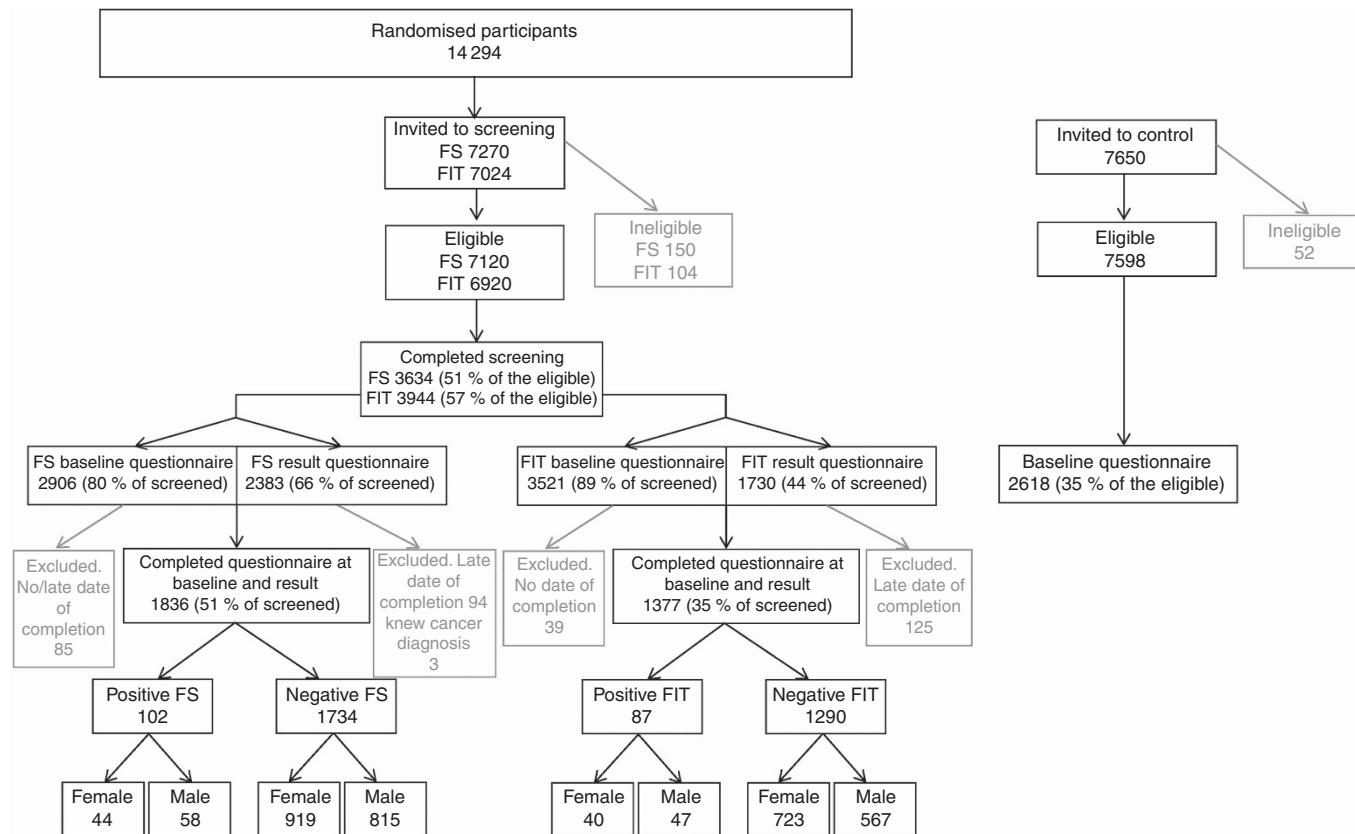 Randomised participants
14 294
Invited to screening
FS 7270
FIT 7024
Ineligible
FS 150
FIT 104
Eligible
FS 7120
FIT 6920
Completed screening
FS 3634 (51 % of the eligible)
FIT 3944 (57 % of the eligible)
FS baseline questionnaire
2906 (80 % of screened)
FS result questionnaire
2383 (66 % of screened)
Excluded.
No/late date
of
completion
85
Completed questionnaire at
baseline and result
1836 (51 % of screened)
Excluded. Late
date of
completion 94
knew cancer
diagnosis
3
Positive FS
102
Negative FS
1734
Female
44
Male
58
Female
919
Male
815
FIT baseline questionnaire
3521 (89 % of screened)
FIT result questionnaire
1730 (44 % of screened)
Excluded.
No date of
completion
39
Completed questionnaire at
baseline and result
1377 (35 % of screened)
Excluded. Late
date of
completion
125
Positive FIT
87
Negative FIT
1290
Female
40
Male
47
Female
723
Male
567
Invited to control
7650
Ineligible
52
Eligible
7598
Baseline questionnaire
2618 (35 % of the eligible)